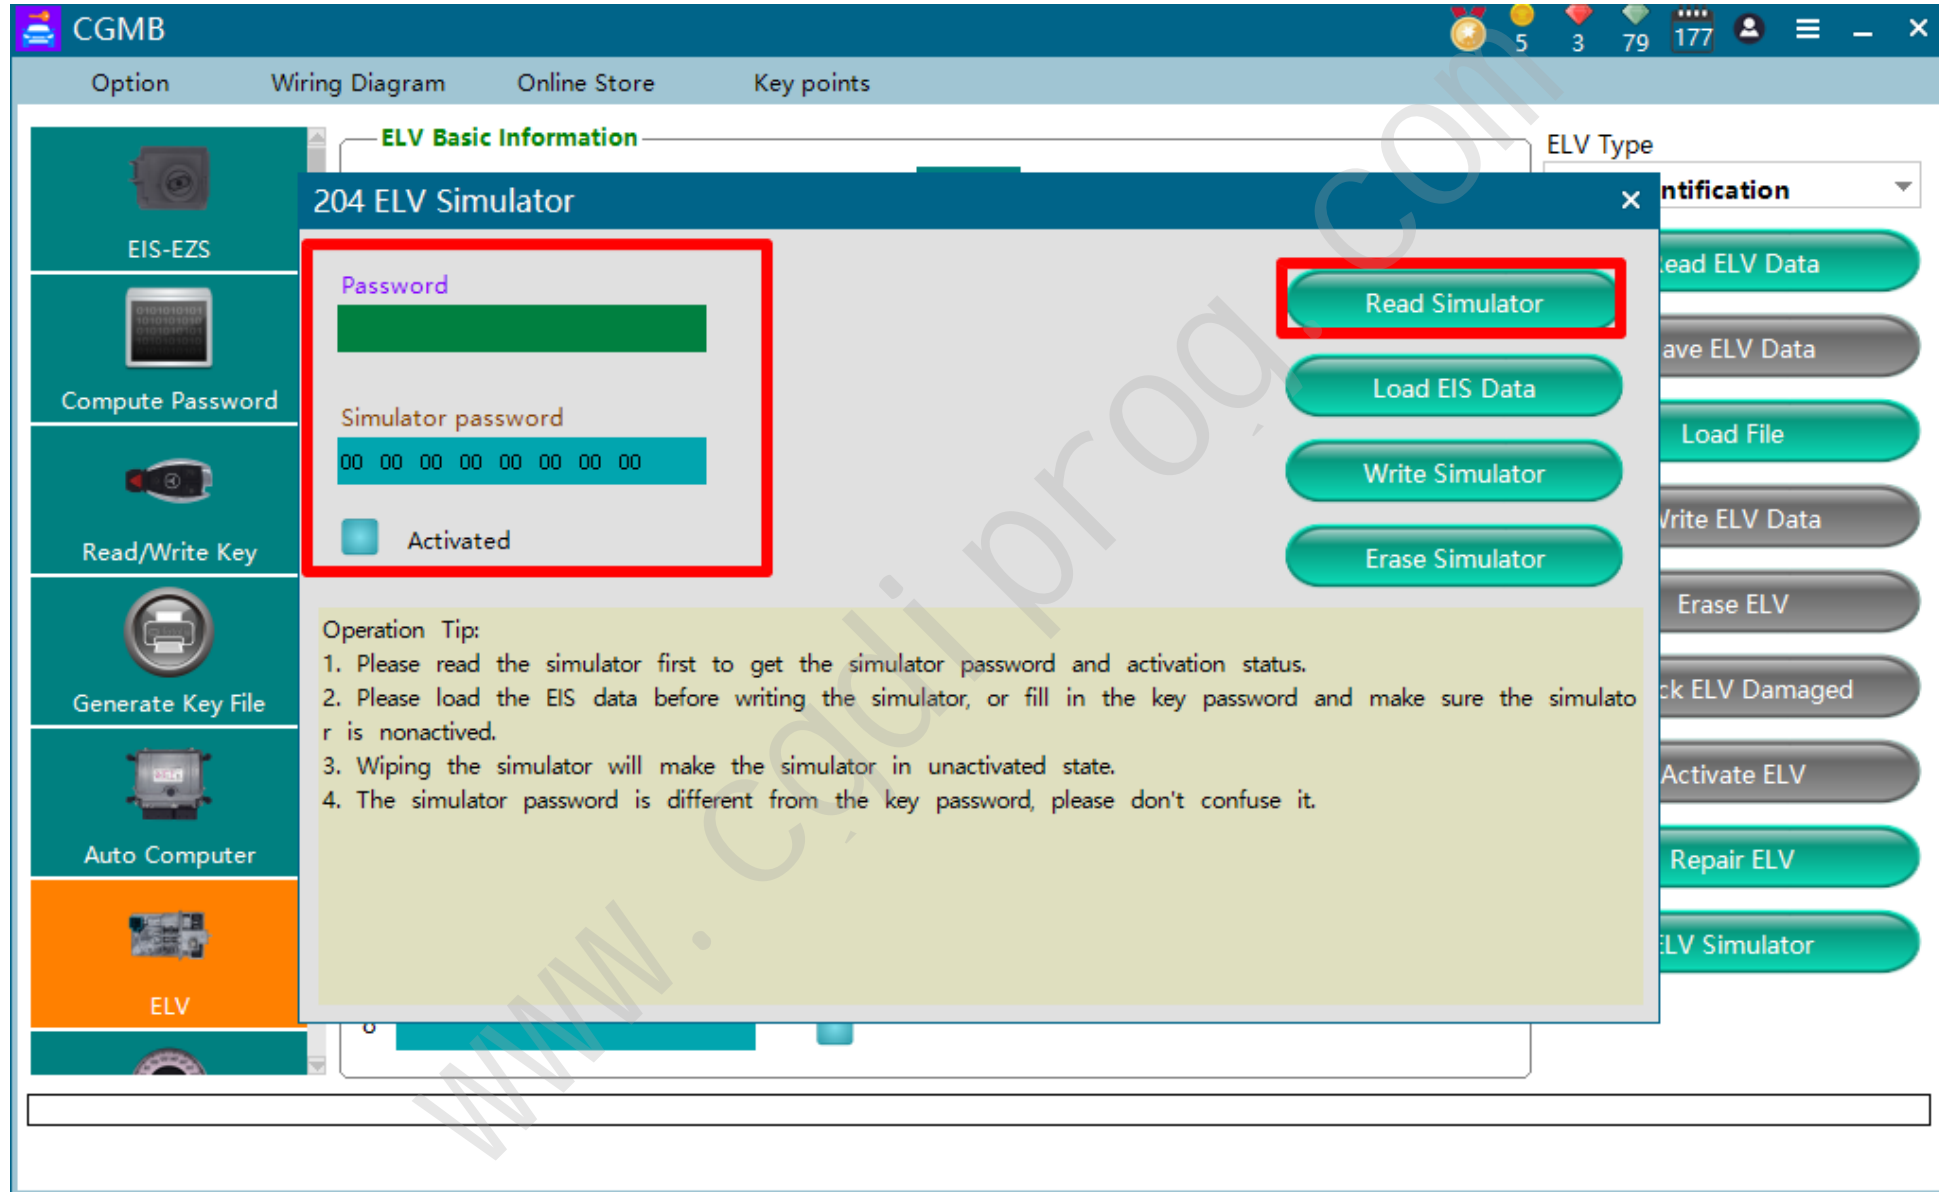 CGMB
5 3 79 177
Option Wiring Diagram Online Store Key points
EIS-EZS
Compute Password
Read/Write Key
Generate Key File
Auto Computer
ELV
ELV Basic Information
204 ELV Simulator
Password
Simulator password
00 00 00 00 00 00 00 00
Activated
Read Simulator
Load EIS Data
Write Simulator
Erase Simulator
Operation Tip:
1. Please read the simulator first to get the simulator password and activation status.
2. Please load the EIS data before writing the simulator, or fill in the key password and make sure the simulato
r is nonactived.
3. Wiping the simulator will make the simulator in unactivated state.
4. The simulator password is different from the key password, please don't confuse it.
ELV Type
ntification
ead ELV Data
ave ELV Data
Load File
rite ELV Data
Erase ELV
ck ELV Damaged
Activate ELV
Repair ELV
ELV Simulator
www.cgdiprog.com